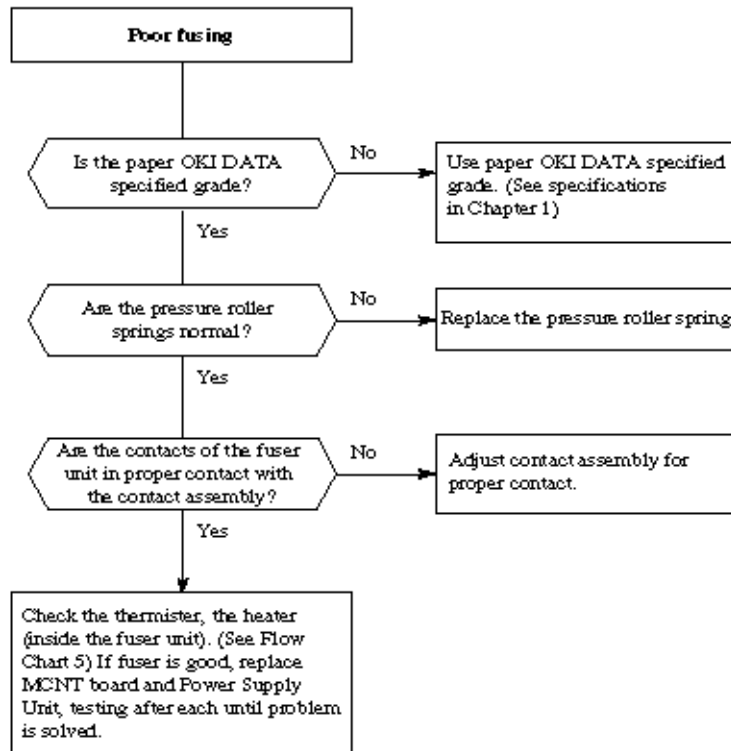 Poor fusing
Is the paper OKI DATA
specified grade?
No
Use paper OKI DATA specified
grade. (See specifications
in Chapter 1)
Yes
Are the pressure roller
springs normal?
No
Replace the pressure roller spring
Yes
Are the contacts of the fuser
unit in proper contact with
the contact assembly?
No
Adjust contact assembly for
proper contact.
Yes
Check the thermister, the heater
(inside the fuser unit). (See Flow
Chart 5) If fuser is good, replace
MCNT board and Power Supply
Unit, testing after each until problem
is solved.